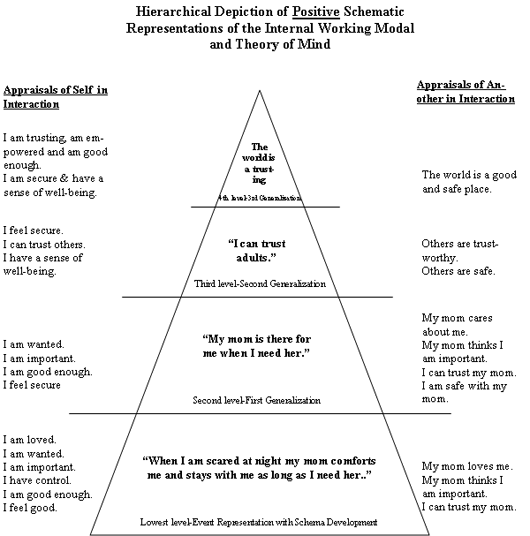 Hierarchical Depiction of Positive Schematic
Representations of the Internal Working Modal
and Theory of Mind
Appraisals of Self in
Interaction
Appraisals of An-
other in Interaction
I am trusting, am em-
powered and am good
enough.
I am secure & have a
sense of well-being.
The
world is
a trust-
ing
4th level-3rd Generalization
The world is a good
and safe place.
I feel secure.
I can trust others.
I have a sense of
well-being.
“I can trust
adults.”
Third level-Second Generalization
Others are trust-
worthy.
Others are safe.
I am wanted.
I am important.
I am good enough.
I feel secure
“My mom is there for
me when I need her.”
Second level-First Generalization
My mom cares
about me.
My mom thinks I
am important.
I can trust my mom.
I am safe with my
mom.
I am loved.
I am wanted.
I am important.
I have control.
I am good enough.
I feel good.
“When I am scared at night my mom comforts
me and stays with me as long as I need her..”
Lowest level-Event Representation with Schema Development
My mom loves me.
My mom thinks I
am important.
I can trust my mom.